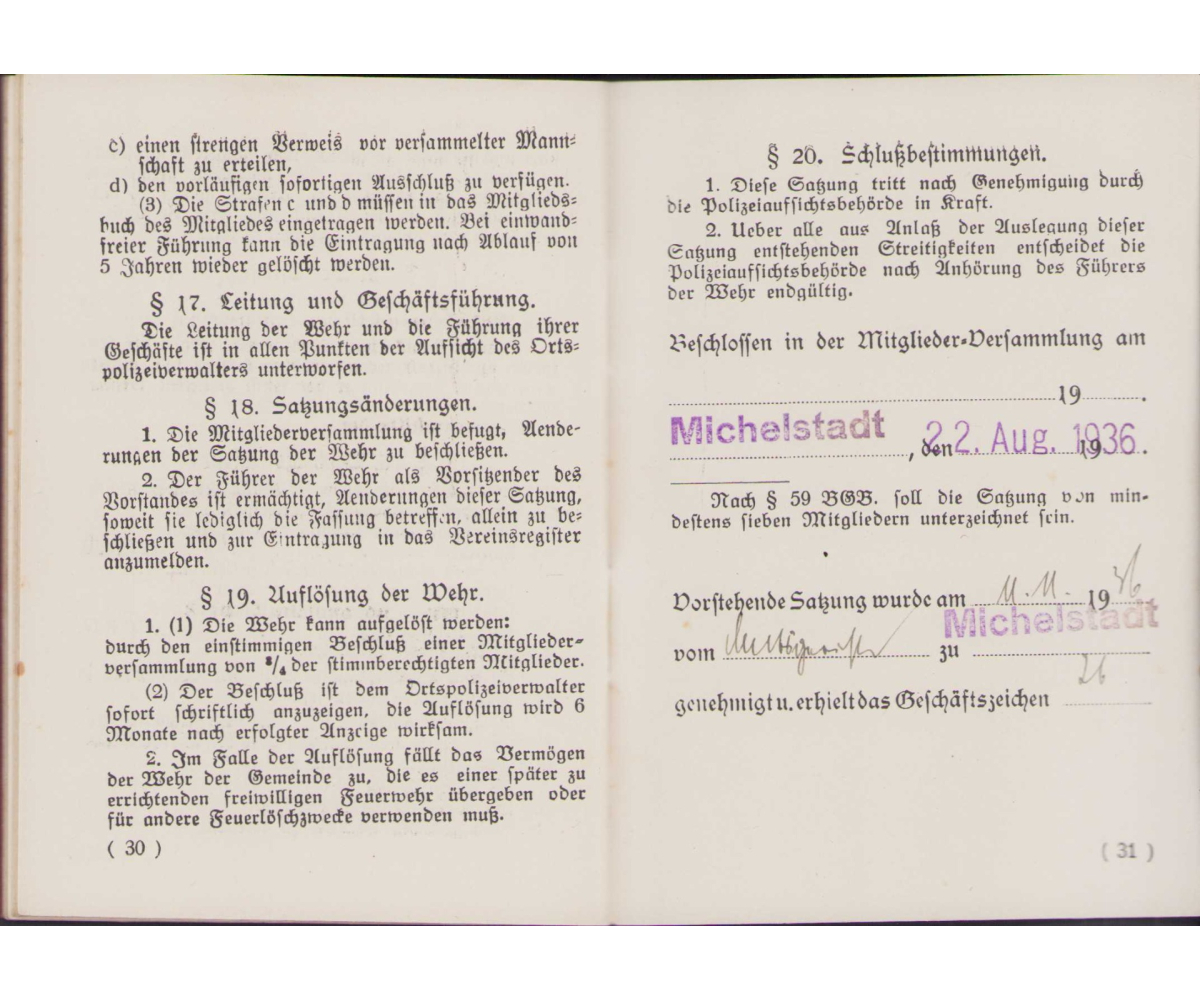 c) einen strengen Verweis vor versammelter Mann-
schaft zu erteilen,
d) den vorläufigen sofortigen Ausschluß zu verfügen.
(3) Die Strafen c und d müssen in das Mitglieds-
buch des Mitgliedes eingetragen werden. Bei einwand-
freier Führung kann die Eintragung nach Ablauf von
5 Jahren wieder gelöscht werden.
§ 17. Leitung und Geschäftsführung.
Die Leitung der Wehr und die Führung ihrer
Geschäfte ist in allen Punkten der Aufsicht des Orts-
polizeiverwalters unterworfen.
§ 18. Satzungsänderungen.
1. Die Mitgliederversammlung ist befugt, Aende-
rungen der Satzung der Wehr zu beschließen.
2. Der Führer der Wehr als Vorsitzender des
Vorstandes ist ermächtigt, Aenderungen dieser Satzung,
soweit sie lediglich die Fassung betreffen, allein zu be-
schließen und zur Eintragung in das Vereinsregister
anzumelden.
§ 19. Auflösung der Wehr.
1. (1) Die Wehr kann aufgelöst werden:
durch den einstimmigen Beschluß einer Mitglieder-
versammlung von ³/₄ der stimmberechtigten Mitglieder.
(2) Der Beschluß ist dem Ortspolizeiverwalter
sofort schriftlich anzuzeigen, die Auflösung wird 6
Monate nach erfolgter Anzeige wirksam.
2. Im Falle der Auflösung fällt das Vermögen
der Wehr der Gemeinde zu, die es einer später zu
errichtenden freiwilligen Feuerwehr übergeben oder
für andere Feuerlöschzwecke verwenden muß.
( 30 )
§ 20. Schlußbestimmungen.
1. Diese Satzung tritt nach Genehmigung durch
die Polizeiaufsichtsbehörde in Kraft.
2. Ueber alle aus Anlaß der Auslegung dieser
Satzung entstehenden Streitigkeiten entscheidet die
Polizeiaufsichtsbehörde nach Anhörung des Führers
der Wehr endgültig.
Beschlossen in der Mitglieder-Versammlung am
19 .
Michelstadt, den 22. Aug. 1936.
Nach § 59 BGB. soll die Satzung von min-
destens sieben Mitgliedern unterzeichnet sein.
Vorstehende Satzung wurde am 11. 11. 1936
vom Amtsgericht zu Michelstadt
26
genehmigt u. erhielt das Geschäftszeichen
( 31 )